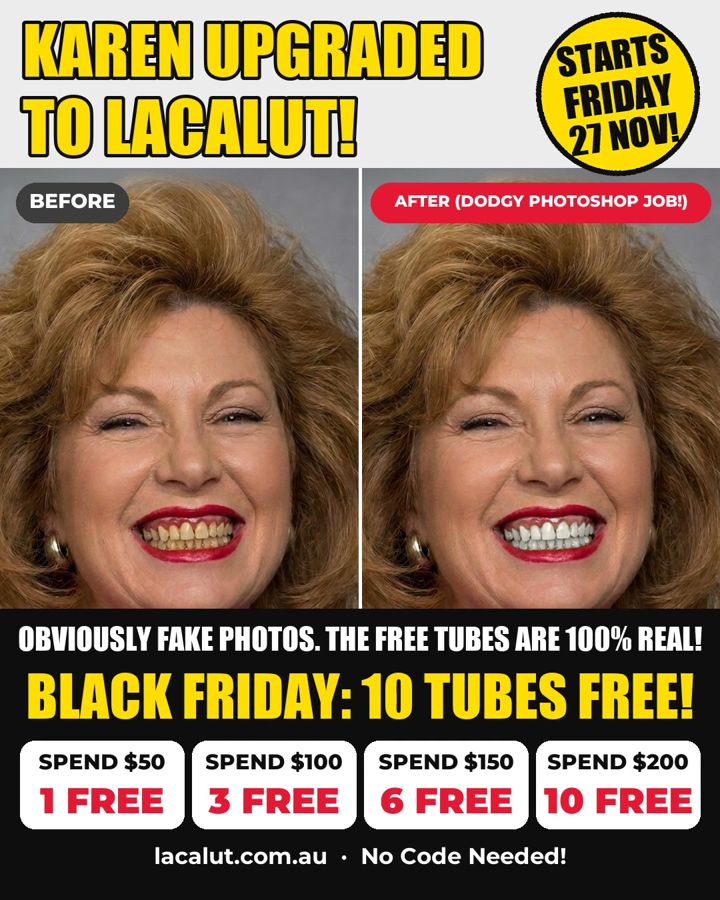 KAREN UPGRADED
TO LACALUT!
STARTS
FRIDAY
27 NOV!
BEFORE
AFTER (DODGY PHOTOSHOP JOB!)
OBVIOUSLY FAKE PHOTOS. THE FREE TUBES ARE 100% REAL!
BLACK FRIDAY: 10 TUBES FREE!
SPEND $50
1 FREE
SPEND $100
3 FREE
SPEND $150
6 FREE
SPEND $200
10 FREE
lacalut.com.au · No Code Needed!